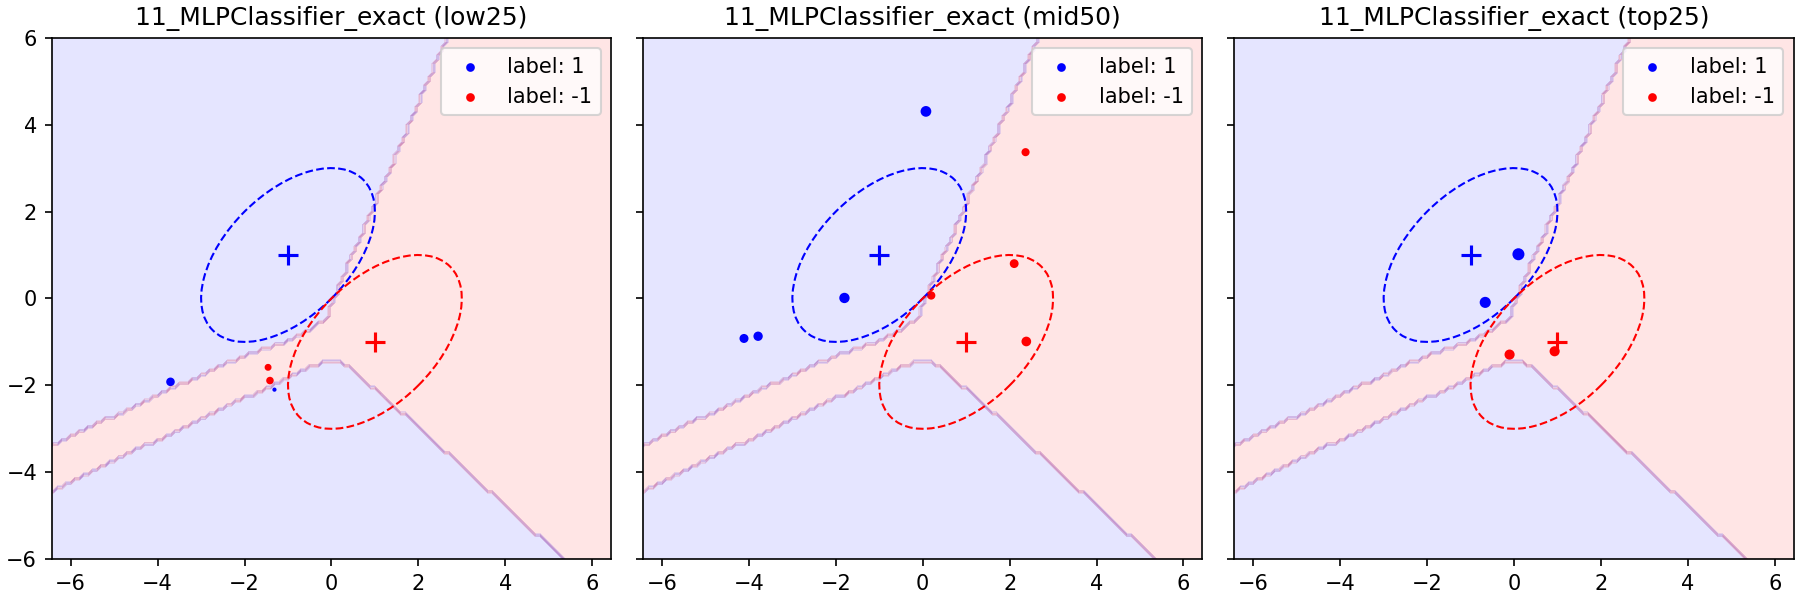 11_MLPClassifier_exact (low25)
11_MLPClassifier_exact (mid50)
11_MLPClassifier_exact (top25)
label: 1
label: -1
label: 1
label: -1
label: 1
label: -1
6
4
2
0
−2
−4
−6
−6 −4 −2 0 2 4 6
−6 −4 −2 0 2 4 6
−6 −4 −2 0 2 4 6